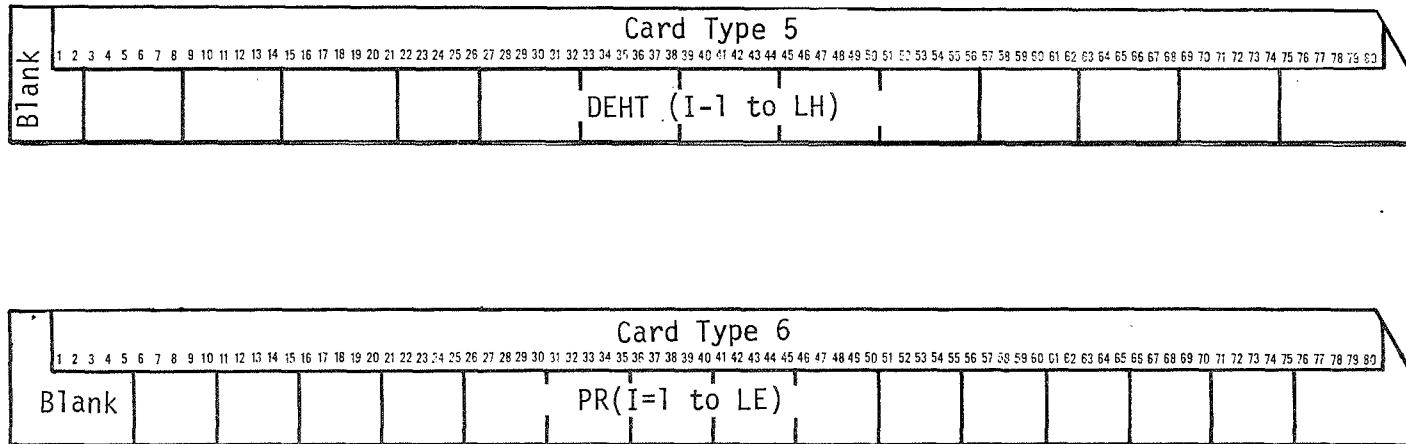 Card Type 5
1 2 3 4 5 6 7 8 9 10 11 12 13 14 15 16 17 18 19 20 21 22 23 24 25 26 27 28 29 30 31 32 33 34 35 36 37 38 39 40 41 42 43 44 45 46 47 48 49 50 51 52 53 54 55 56 57 58 59 60 61 62 63 64 65 66 67 68 69 70 71 72 73 74 75 76 77 78 79 80
Blank
DEHT (I-1 to LH)
Card Type 6
1 2 3 4 5 6 7 8 9 10 11 12 13 14 15 16 17 18 19 20 21 22 23 24 25 26 27 28 29 30 31 32 33 34 35 36 37 38 39 40 41 42 43 44 45 46 47 48 49 50 51 52 53 54 55 56 57 58 59 60 61 62 63 64 65 66 67 68 69 70 71 72 73 74 75 76 77 78 79 80
Blank
PR(I=1 to LE)